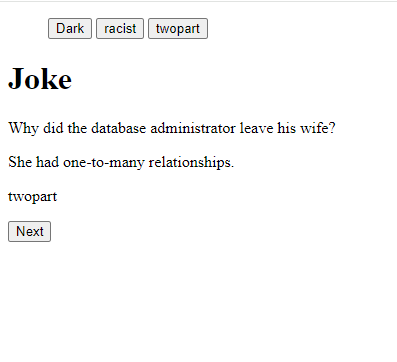 Dark racist twopart
Joke
Why did the database administrator leave his wife?
She had one-to-many relationships.
twopart
Next